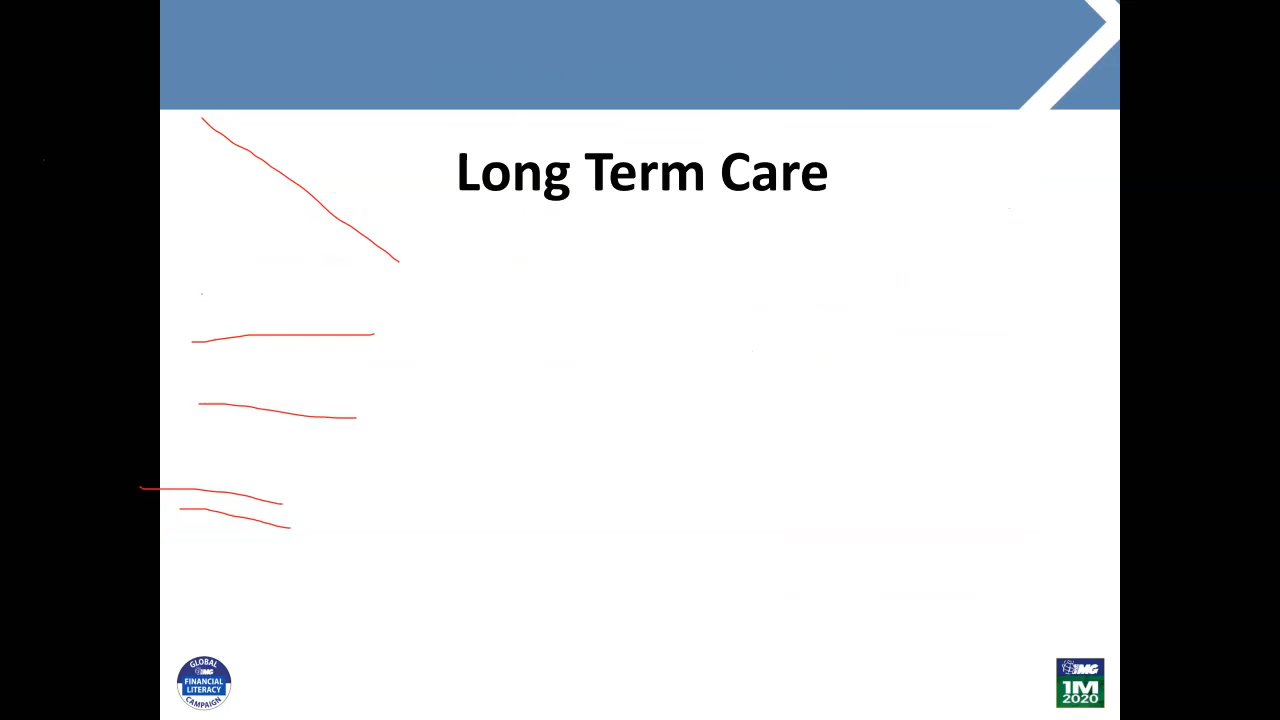 Long Term Care
GLOBAL
IMG
FINANCIAL
LITERACY
CAMPAIGN
IMG
1M
2020